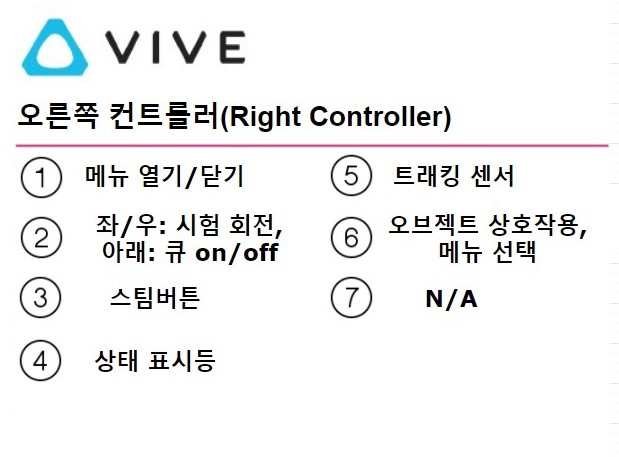 VIVE
오른쪽 컨트롤러(Right Controller)
① 메뉴 열기/닫기
② 좌/우: 시험 회전,
아래: 큐 on/off
③ 스팀버튼
④ 상태 표시등
⑤ 트래킹 센서
⑥ 오브젝트 상호작용,
메뉴 선택
⑦ N/A